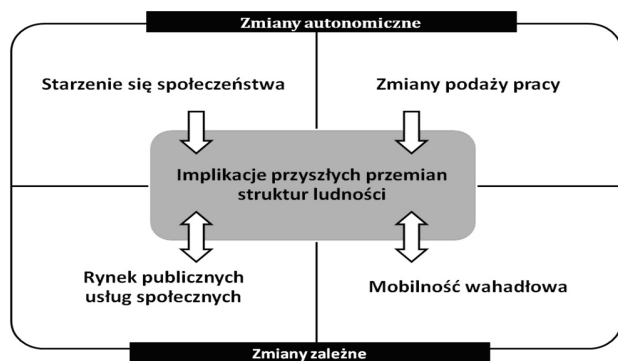 Zmiany autonomiczne
Starzenie się społeczeństwa
Zmiany podaży pracy
Implikacje przyszłych przemian
struktur ludności
Rynek publicznych
usług społecznych
Mobilność wahadłowa
Zmiany zależne